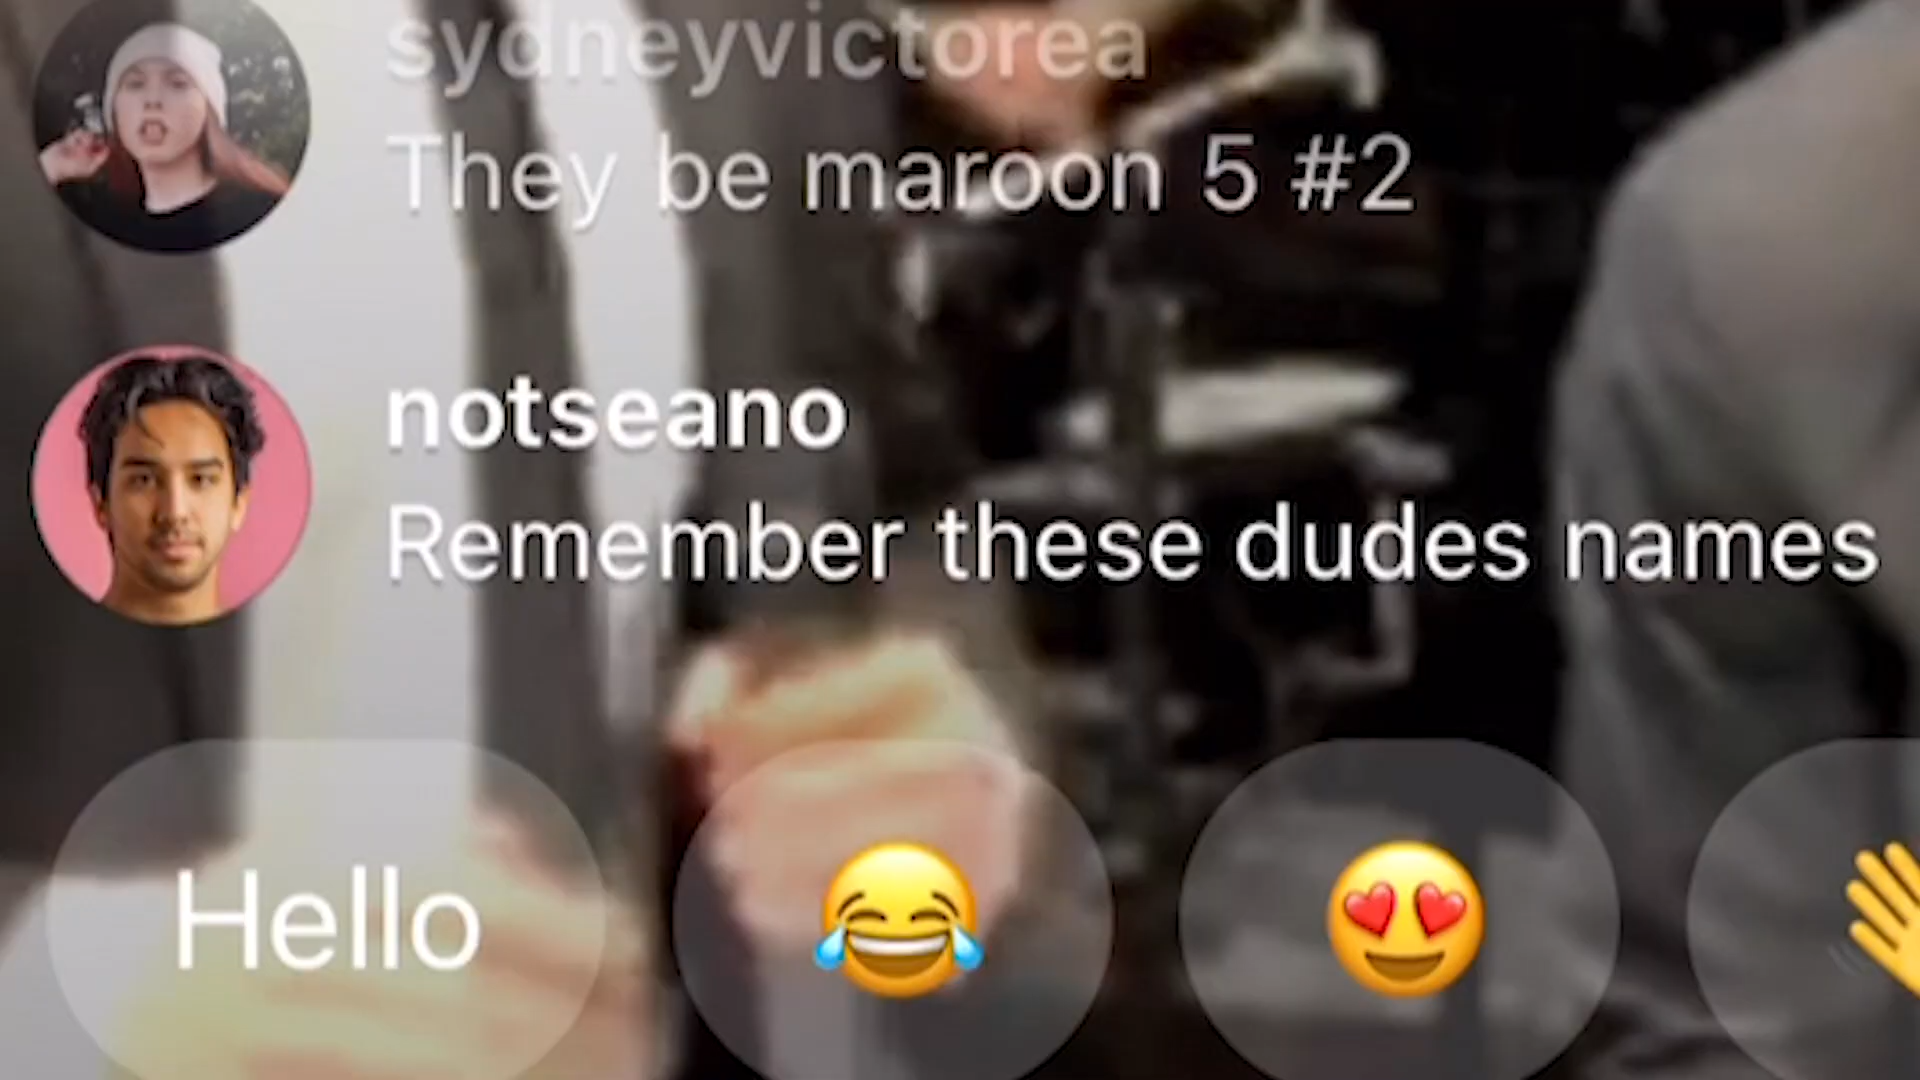 sydneyvictorea
They be maroon 5 #2
notseano
Remember these dudes names
Hello